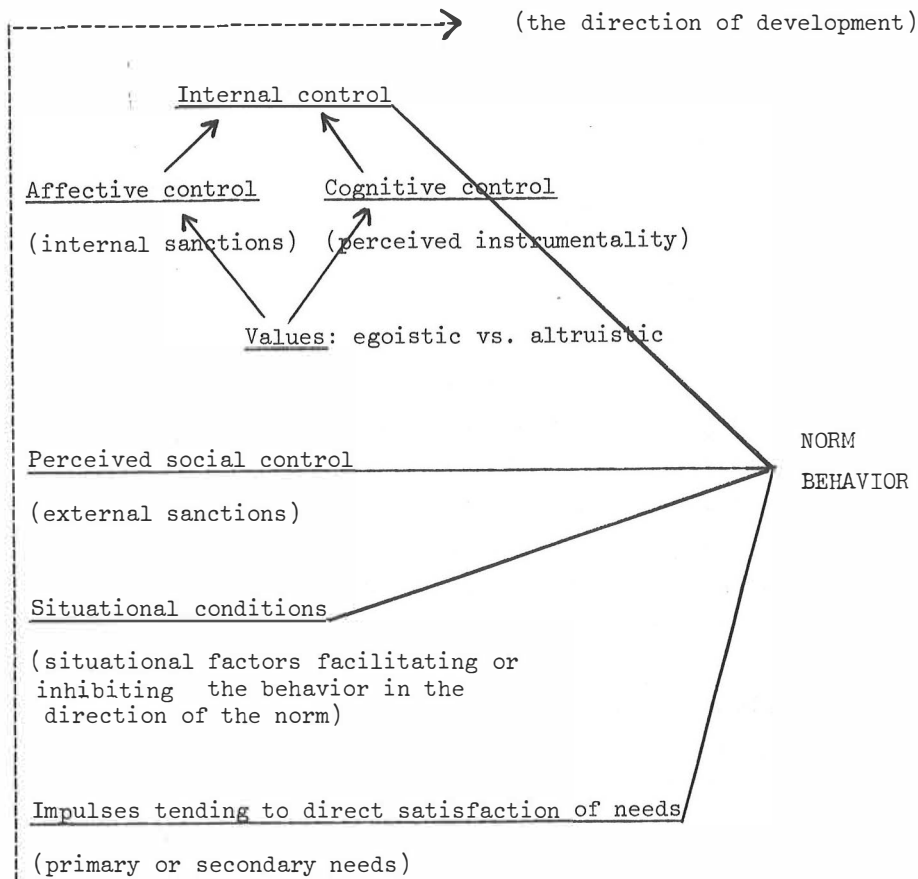 (the direction of development)
Internal control
Affective control Cognitive control
(internal sanctions) (perceived instrumentality)
Values: egoistic vs. altruistic
NORM
Perceived social control
BEHAVIOR
(external sanctions)
Situational conditions
(situational factors facilitating or
inhibiting the behavior in the
direction of the norm)
Impulses tending to direct satisfaction of needs
(primary or secondary needs)